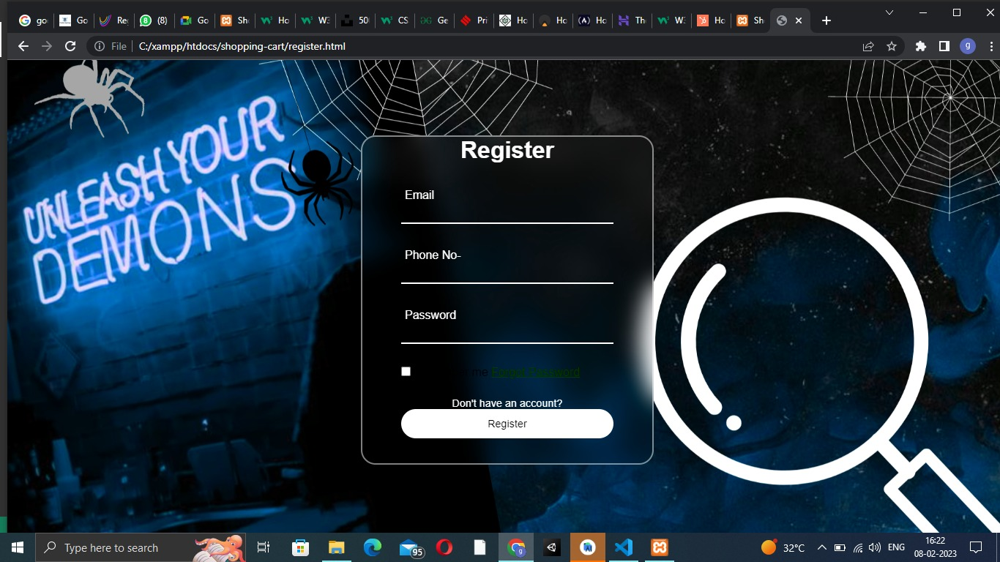 go
Go
Re
(8)
Go
Sh
Ho
W3
50
CS
Ge
Pri
Ho
Ho
Ho
Th
W3
Ho
Sh
File
C:/xampp/htdocs/shopping-cart/register.html
g
UNLEASH YOUR
DEMONS
Register
Email
Phone No-
Password
me Forgot Password
Don't have an account?
Register
Type here to search
95
g
32°C
ENG
16:22
08-02-2023